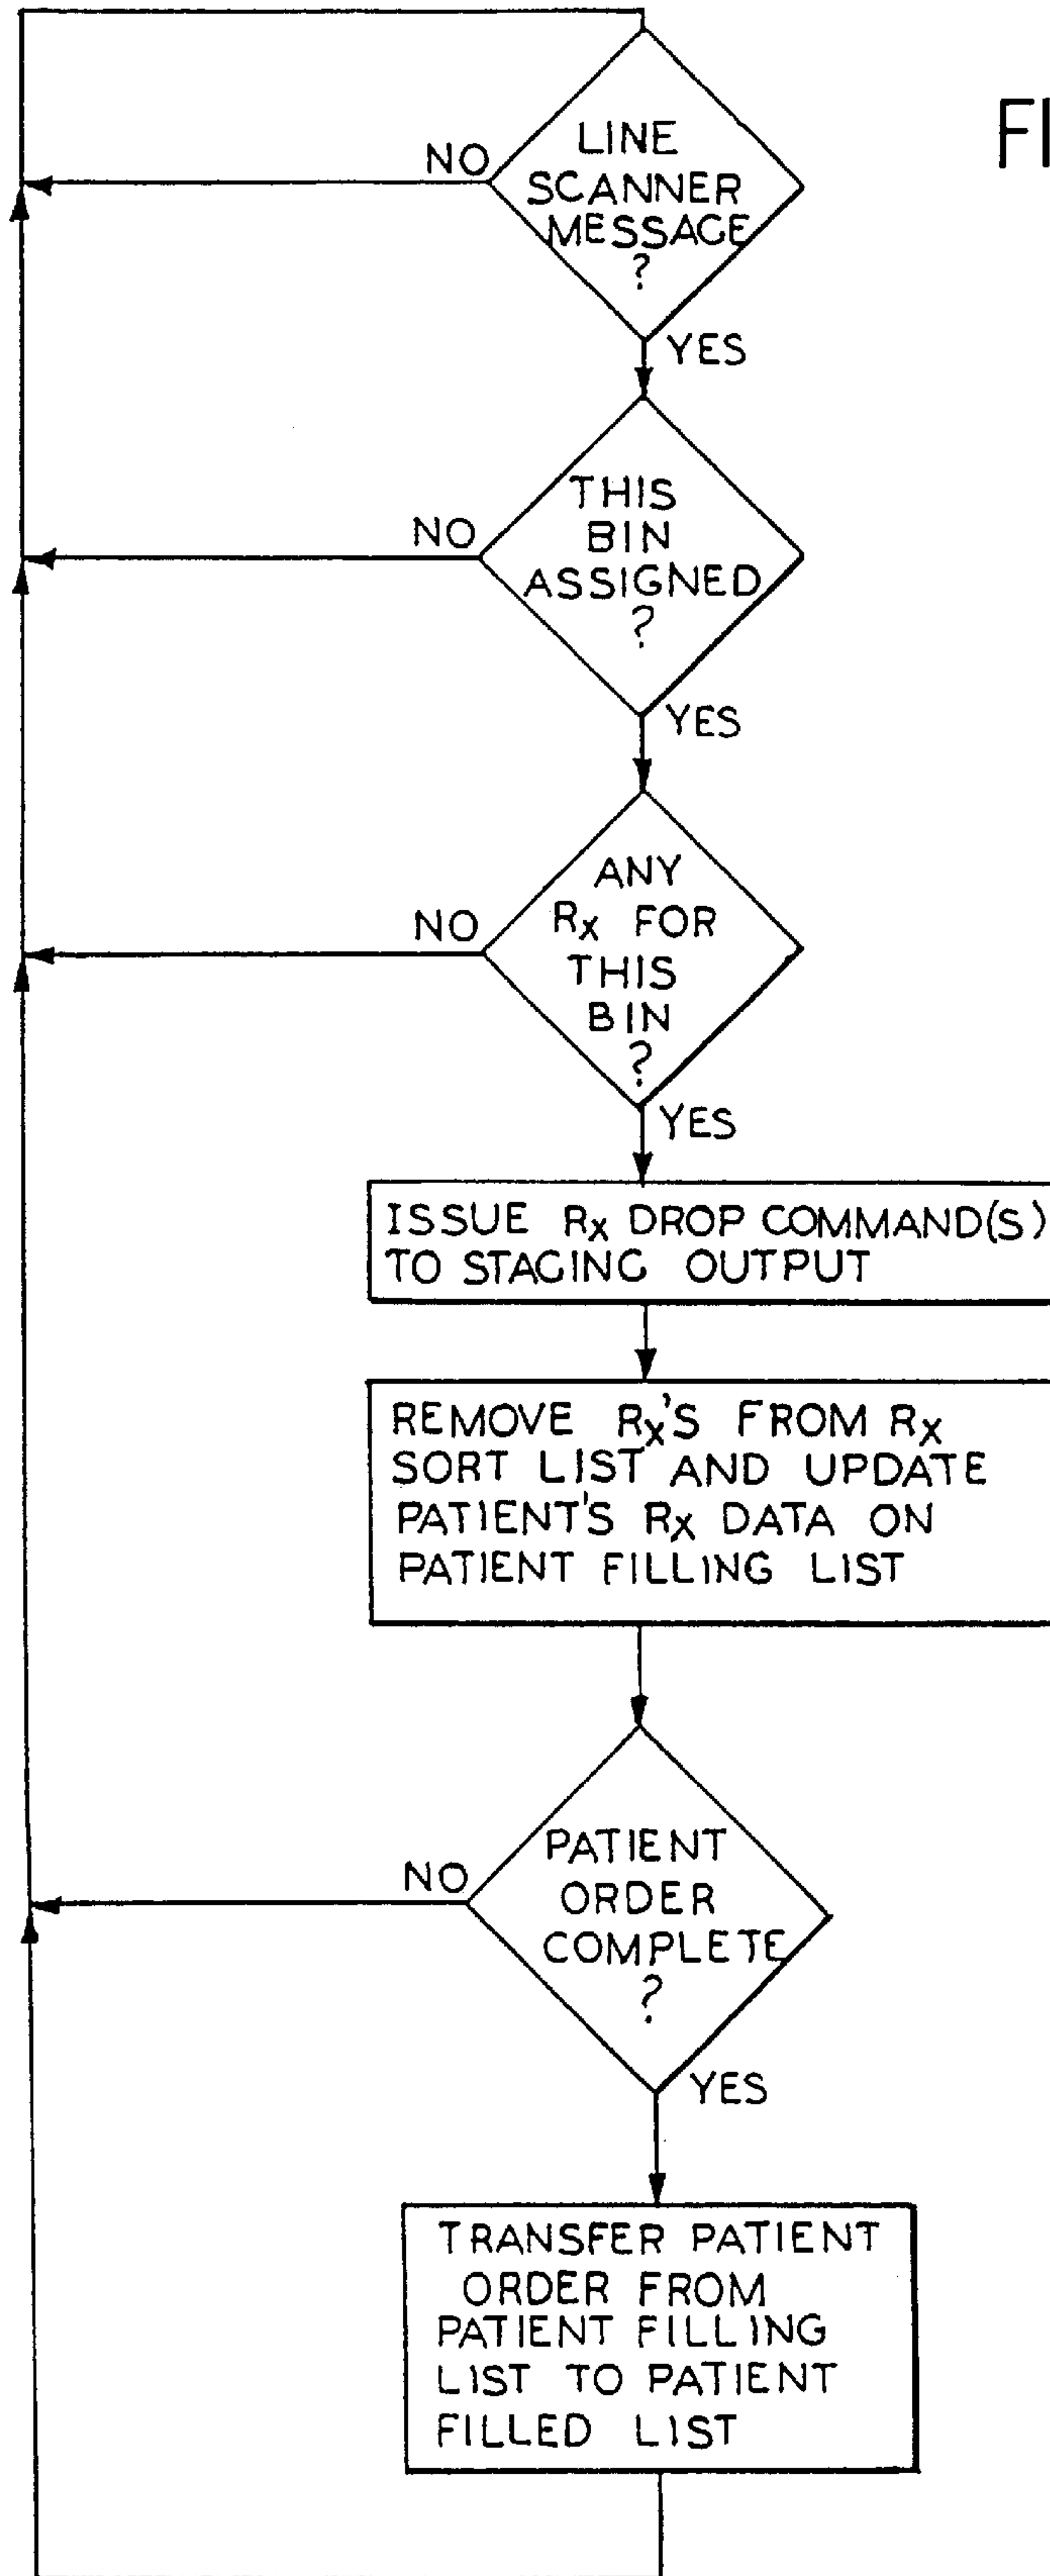 FI
LINE
SCANNER
MESSAGE
?
NO
YES
THIS
BIN
ASSIGNED
?
NO
YES
ANY
Rx FOR
THIS
BIN
?
NO
YES
ISSUE Rx DROP COMMAND(S)
TO STAGING OUTPUT
REMOVE Rx'S FROM Rx
SORT LIST AND UPDATE
PATIENT'S Rx DATA ON
PATIENT FILLING LIST
PATIENT
ORDER
COMPLETE
?
NO
YES
TRANSFER PATIENT
ORDER FROM
PATIENT FILLING
LIST TO PATIENT
FILLED LIST